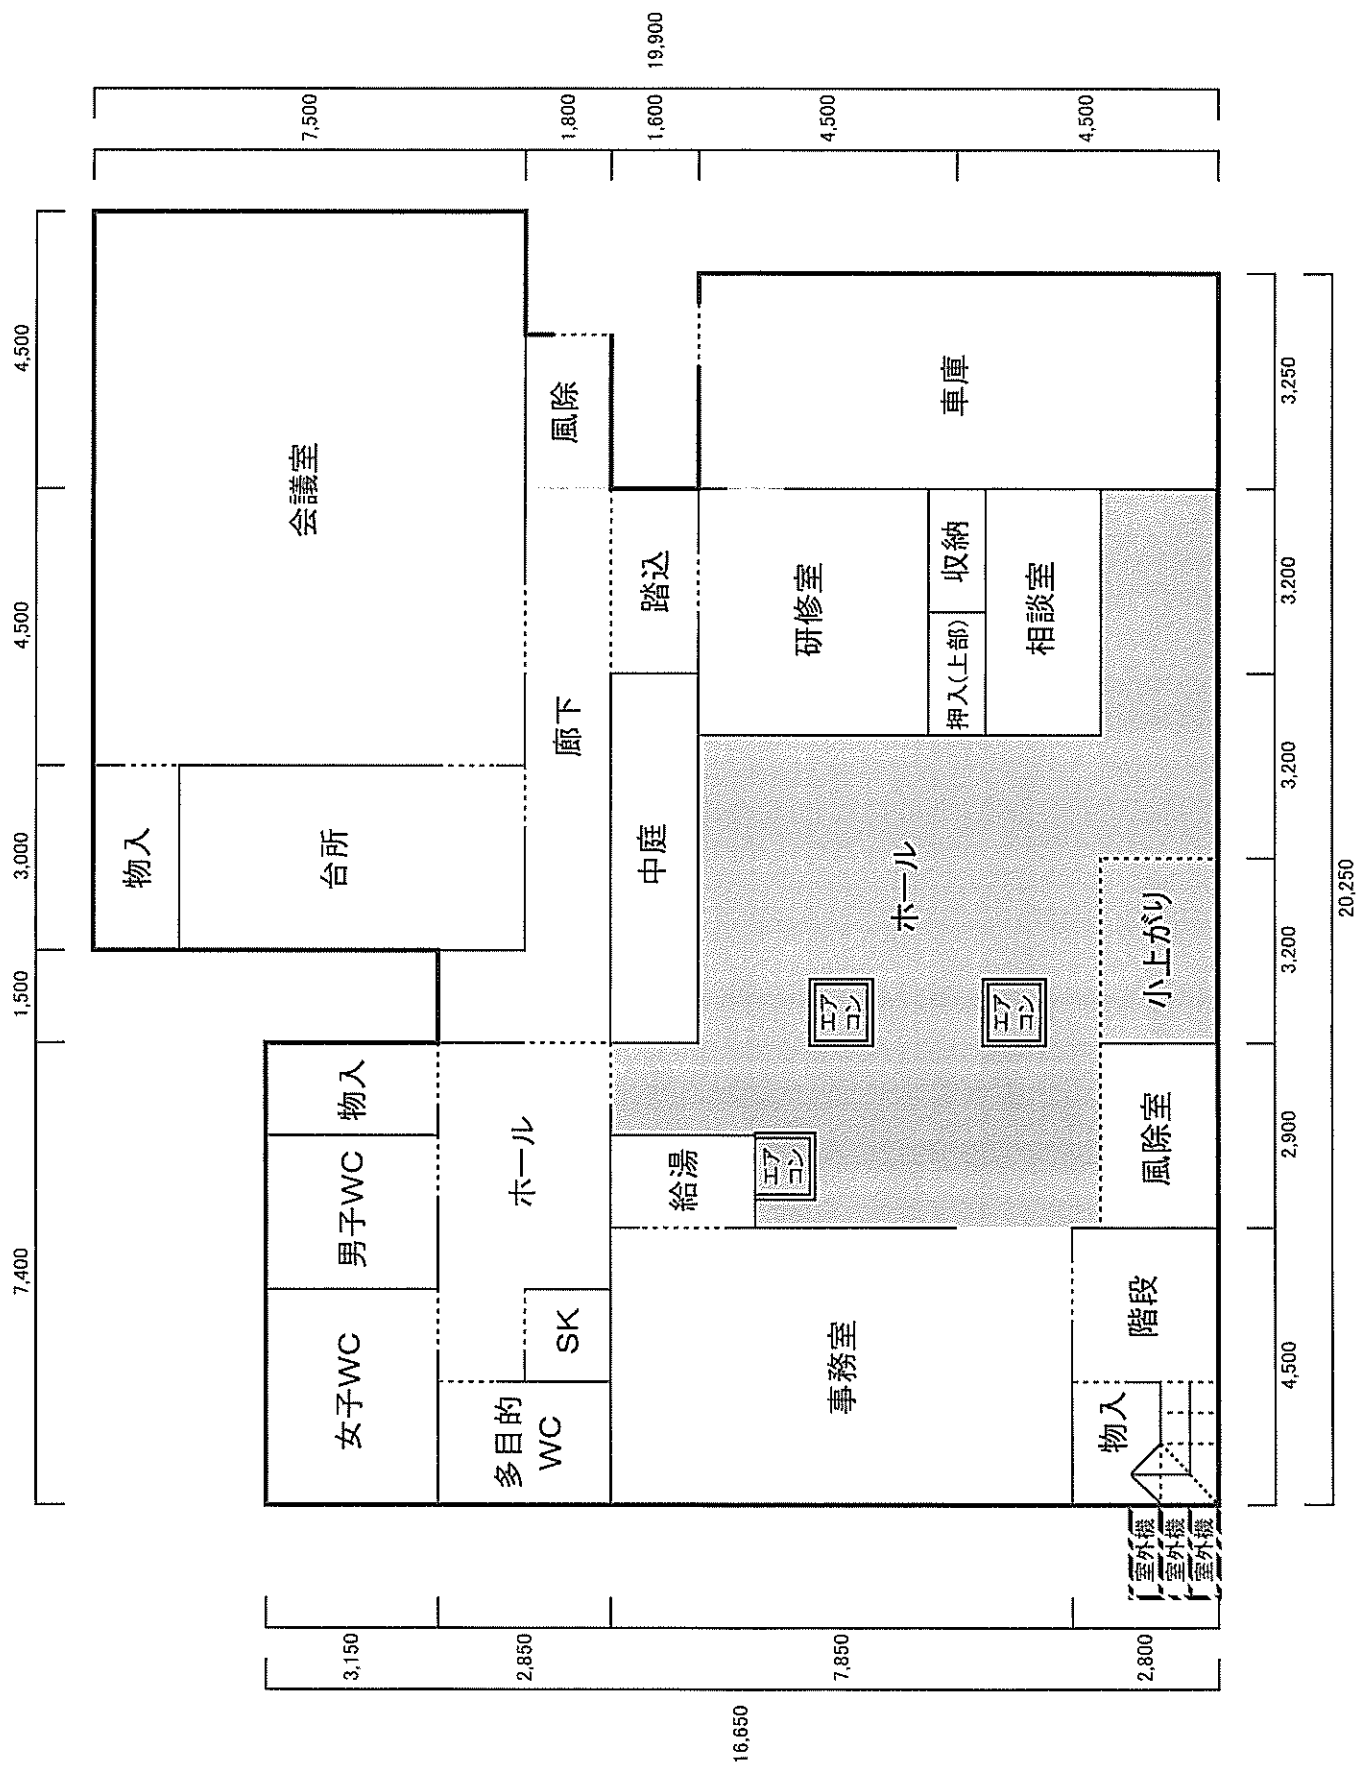 19,900
7,500
1,800
1,600
4,500
4,500
4,500
4,500
3,000
1,500
7,400
会議室
物入
台所
風除
廊下
踏込
中庭
車庫
研修室
収納
押入(上部)
相談室
ホール
小上がり
エア
コン
エア
コン
エア
コン
風除室
給湯
物入
男子WC
女子WC
ホール
SK
多目的
WC
事務室
階段
物入
室外機
室外機
室外機
3,250
3,200
3,200
3,200
2,900
4,500
20,250
3,150
2,850
7,850
2,800
16,650